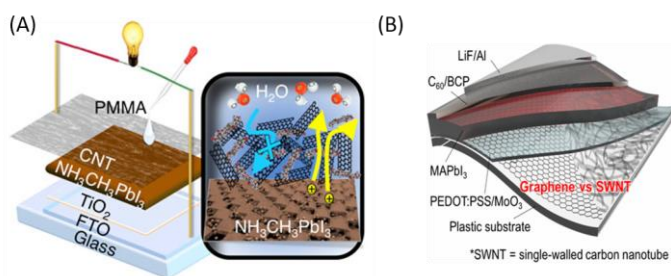 (A)
PMMA
CNT
NH₃CH₃PbI₃
TiO₂
FTO
Glass
H₂O
NH₃CH₃PbI₃
(B)
LiF/Al
C₆₀/BCP
MAPbI₃
Graphene vs SWNT
PEDOT:PSS/MoO₃
Plastic substrate
*SWNT = single-walled carbon nanotube